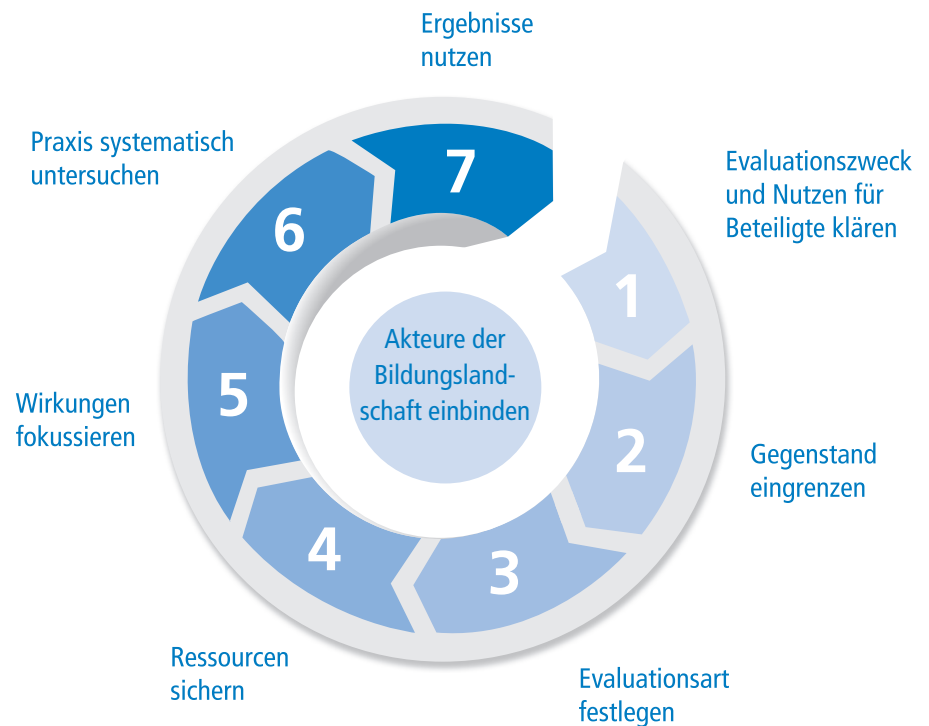 Ergebnisse
nutzen
Praxis systematisch
untersuchen
Evaluationszweck
und Nutzen für
Beteiligte klären
7
6
1
Akteure der
Bildungsland-
schaft einbinden
5
Wirkungen
fokussieren
2
Gegenstand
eingrenzen
4
3
Ressourcen
sichern
Evaluationsart
festlegen